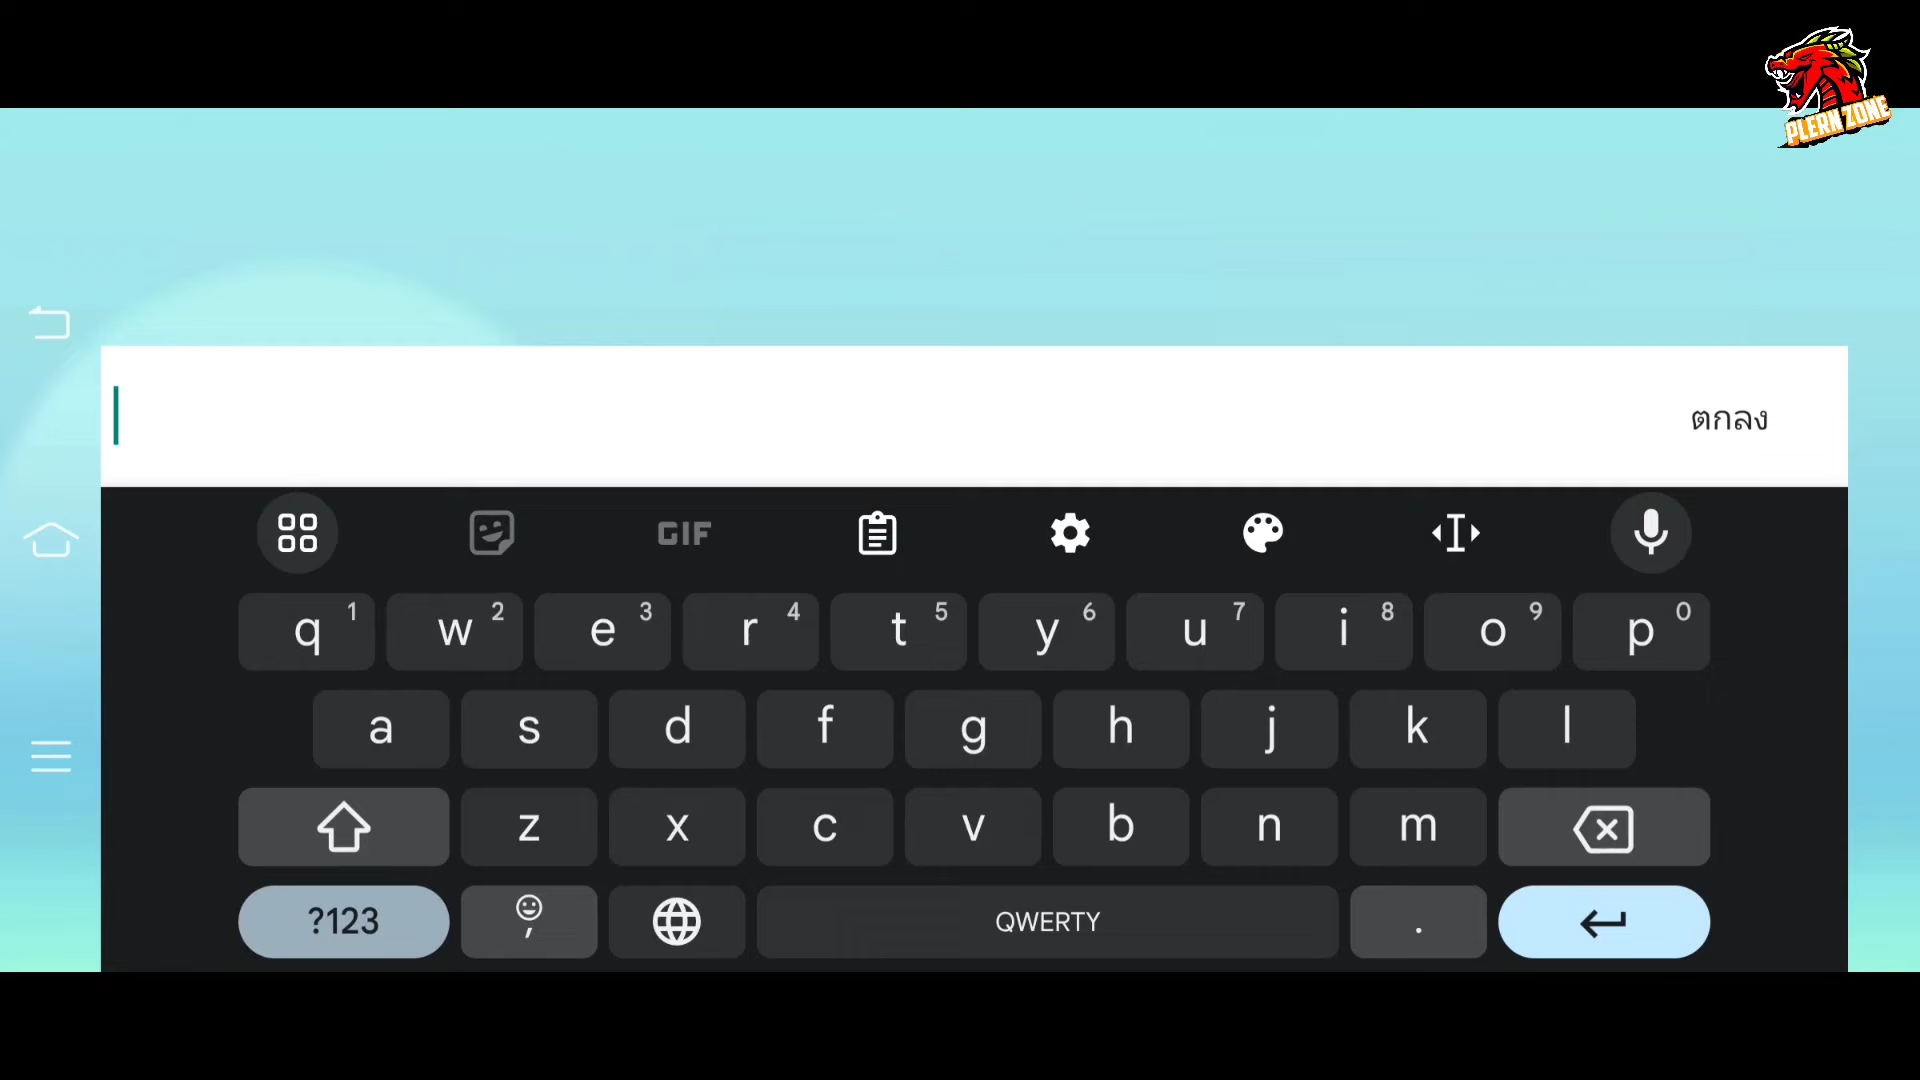 PLERN ZONE
ตกลง
GIF
q 1 w 2 e 3 r 4 t 5 y 6 u 7 i 8 o 9 p 0
a s d f g h j k l
z x c v b n m
?123 , QWERTY .